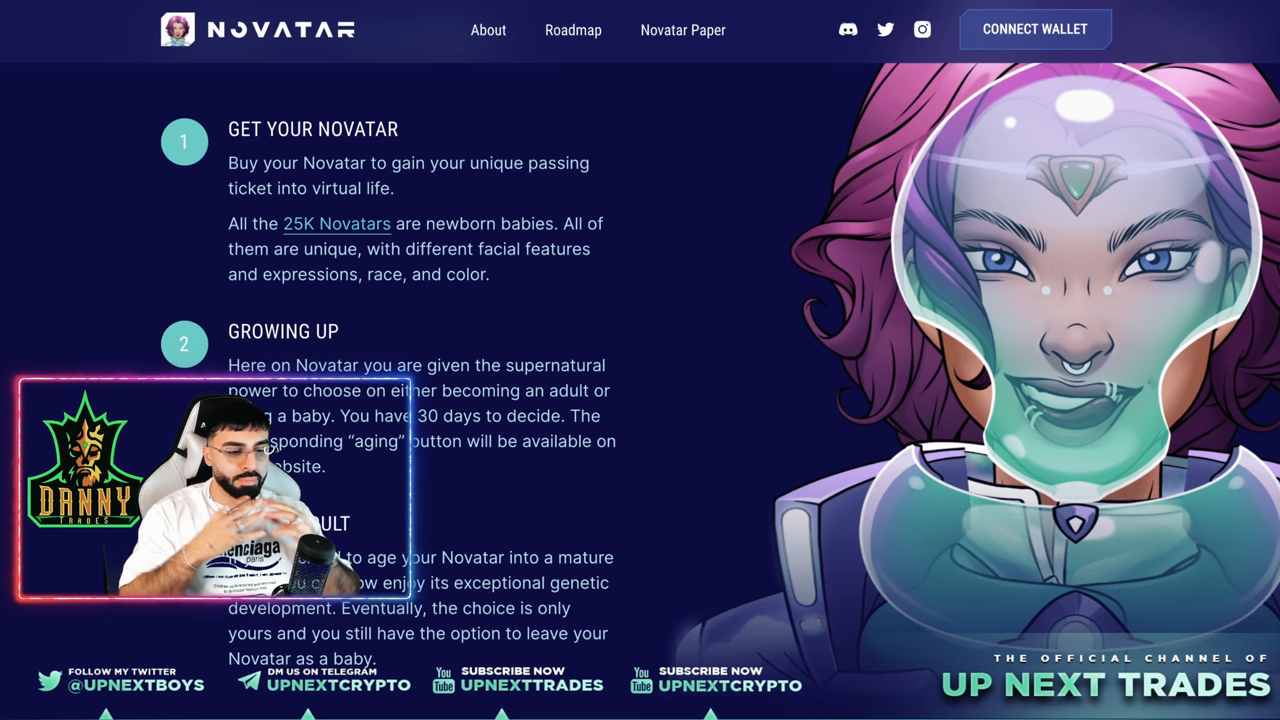 NOVATAR
About
Roadmap
Novatar Paper
CONNECT WALLET
1
GET YOUR NOVATAR
Buy your Novatar to gain your unique passing
ticket into virtual life.
All the 25K Novatars are newborn babies. All of
them are unique, with different facial features
and expressions, race, and color.
2
GROWING UP
Here on Novatar you are given the supernatural
power to choose on either becoming an adult or
a baby. You have 30 days to decide. The
"aging" button will be available on
to age your Novatar into a mature
enjoy its exceptional genetic
development. Eventually, the choice is only
yours and you still have the option to leave your
Novatar as a baby.
DANNY
TRADES
paris
FOLLOW MY TWITTER
@UPNEXTBOYS
DM US ON TELEGRAM
UPNEXTCRYPTO
You
Tube
SUBSCRIBE NOW
UPNEXTTRADES
You
Tube
SUBSCRIBE NOW
UPNEXTCRYPTO
THE OFFICIAL CHANNEL OF
UP NEXT TRADES